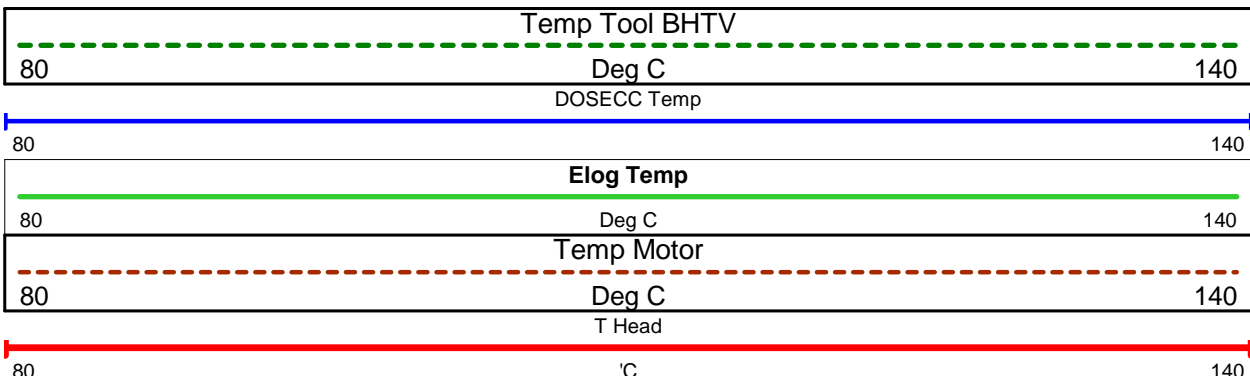 Temp Tool BHTV
80 Deg C 140
DOSECC Temp
80 140
Elog Temp
80 Deg C 140
Temp Motor
80 Deg C 140
T Head
80 'C 140